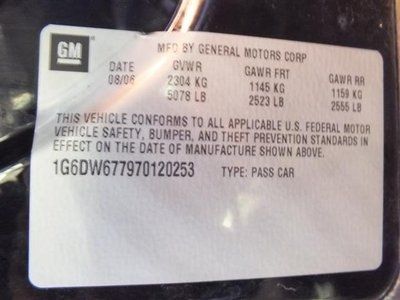 GM
MFD BY GENERAL MOTORS CORP
DATE GVWR GAWR FRT GAWR RR
08/06 2304 KG 1145 KG 1159 KG
5078 LB 2523 LB 2555 LB
THIS VEHICLE CONFORMS TO ALL APPLICABLE U.S. FEDERAL MOTOR
VEHICLE SAFETY, BUMPER, AND THEFT PREVENTION STANDARDS IN
EFFECT ON THE DATE OF MANUFACTURE SHOWN ABOVE.
1G6DW677970120253 TYPE: PASS CAR